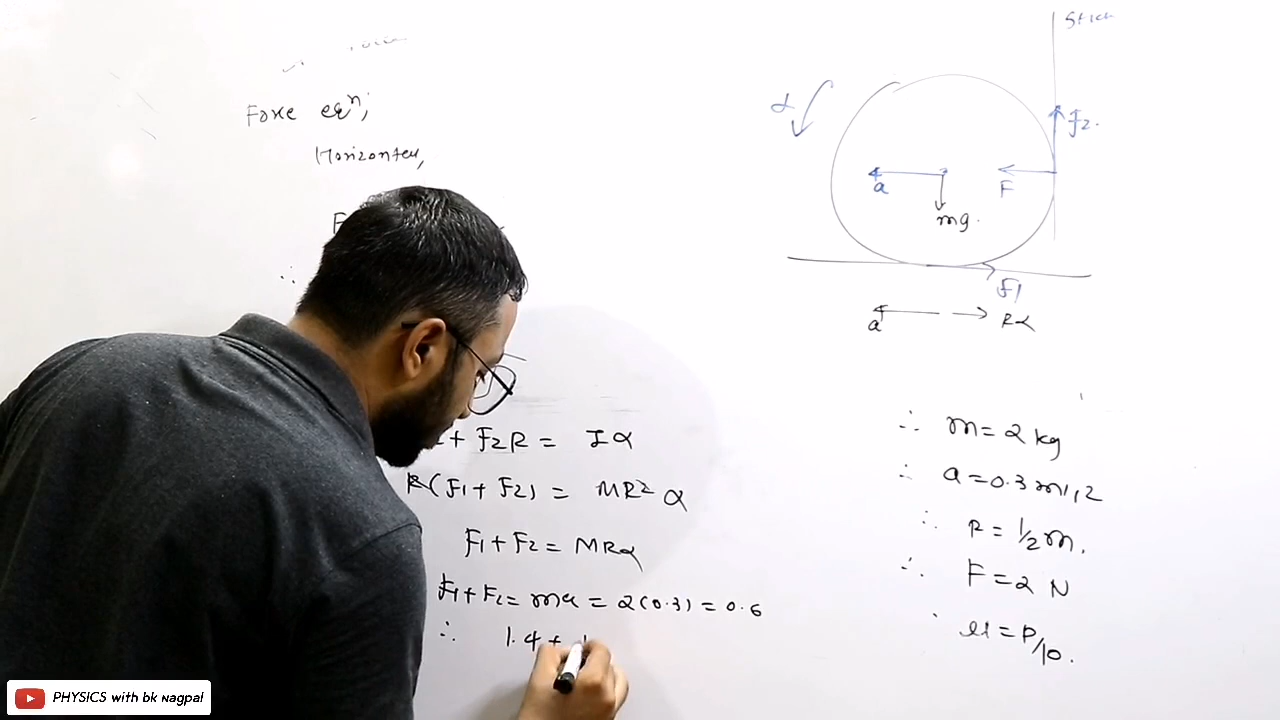 Force eqⁿ;
Horizontal,
F
∴
+ F2R = Iα
R(F1 + F2) = MR² α
F1 + F2 = MRα
F1 + F2 = ma = 2(0.3) = 0.6
∴ 1.4 +
Stick
α
F2.
a
F
mg.
F1
a
Rα
∴ m = 2 kg
∴ a = 0.3 m/s2
∴ R = 1/2 m.
∴ F = 2 N
μ = P/10.
PHYSICS with bk nagpal